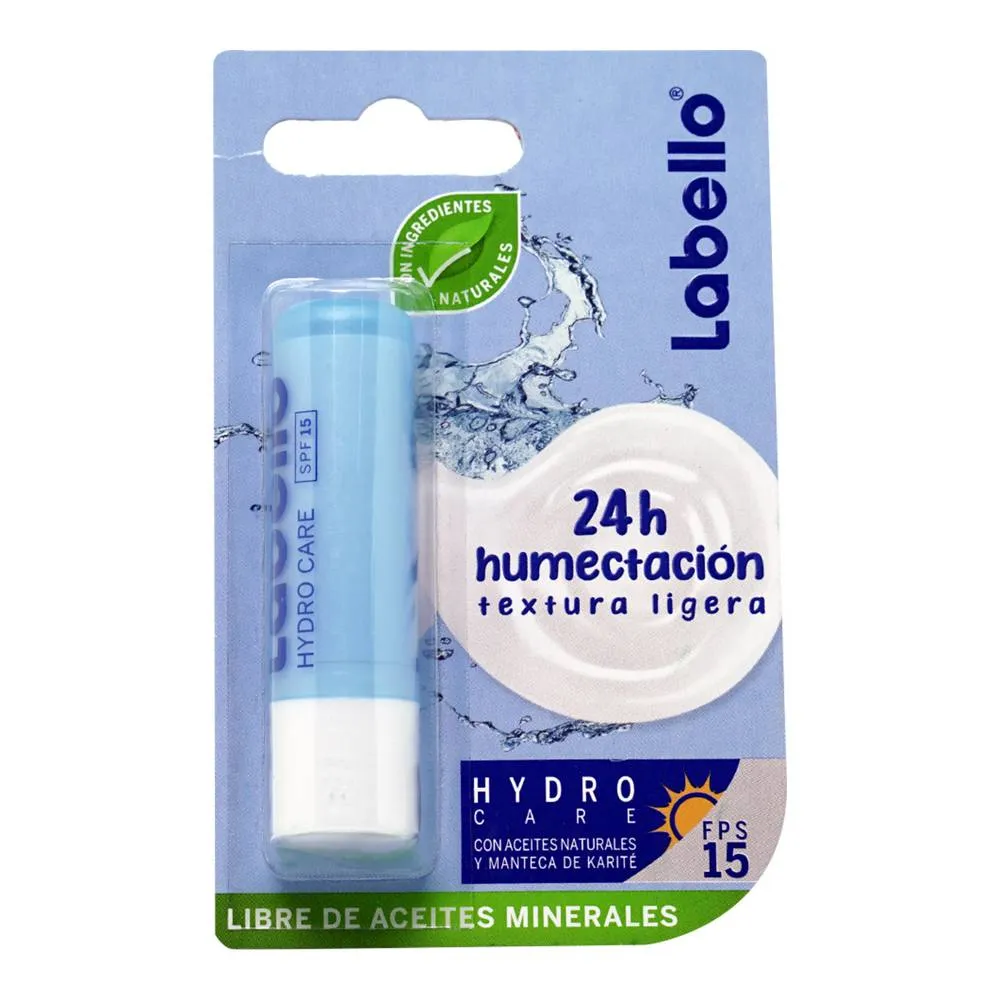 Labello®
CON INGREDIENTES
NATURALES
Labello
HYDRO CARE SPF 15
24h
humectación
textura ligera
HYDRO
CARE
CON ACEITES NATURALES
Y MANTECA DE KARITÉ
FPS
15
LIBRE DE ACEITES MINERALES